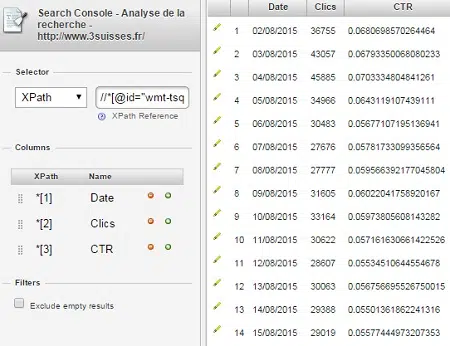 Search Console - Analyse de la
recherche -
http://www.3suisses.fr/
Selector
XPath //*[@id="wmt-tsq
XPath Reference
Columns
XPath Name
*[1] Date
*[2] Clics
*[3] CTR
Filters
Exclude empty results
Date Clics CTR
1 02/08/2015 36755 0.0680698570264464
2 03/08/2015 43057 0.06793350068080233
3 04/08/2015 45885 0.0703334804841261
4 05/08/2015 34966 0.0643119107439111
5 06/08/2015 30483 0.05677107195136941
6 07/08/2015 27676 0.05781733099356564
7 08/08/2015 27777 0.059566392177045804
8 09/08/2015 31605 0.06022041758920167
9 10/08/2015 33164 0.05973805608143282
10 11/08/2015 30622 0.057161630661422526
11 12/08/2015 28607 0.05534510644554678
12 13/08/2015 30063 0.056756695526750015
13 14/08/2015 29388 0.05501361862241316
14 15/08/2015 29019 0.05577444973207353